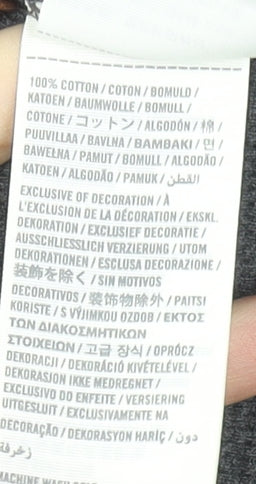 100% COTTON / COTON / BOMULD /
KATOEN / BAUMWOLLE / BOMULL /
COTONE / コットン / ALGODÓN / 棉 /
PUUVILLAA / BAVLNA / ΒΑΜΒΑΚΙ / 면 /
BAWEŁNA / PAMUT / BOMULL / ALGODÃO /
KATOEN / ALGODÃO / PAMUK / القطن
EXCLUSIVE OF DECORATION / À
L'EXCLUSION DE LA DÉCORATION / EKSKL.
DEKORATION / EXCLUSIEF DECORATIE /
AUSSCHLIESSLICH VERZIERUNG / UTOM
DEKORATIONEN / ESCLUSA DECORAZIONE /
装飾を除く / SIN MOTIVOS
DECORATIVOS / 装饰物除外 / PAITSI
KORISTE / S VÝJIMKOU OZDOB / ΕΚΤΟΣ
ΤΩΝ ΔΙΑΚΟΣΜΗΤΙΚΩΝ
ΣΤΟΙΧΕΙΩΝ / 고급 장식 / OPRÓCZ
DEKORACJI / DEKORÁCIÓ KIVÉTELÉVEL /
DEKORASJON IKKE MEDREGNET /
EXCLUSIVO DO ENFEITE / VERSIERING
UITGESLUIT / EXCLUSIVAMENTE NA
DECORAÇÃO / DEKORASYON HARİÇ / دون
زخرفة
MACHINE WASH